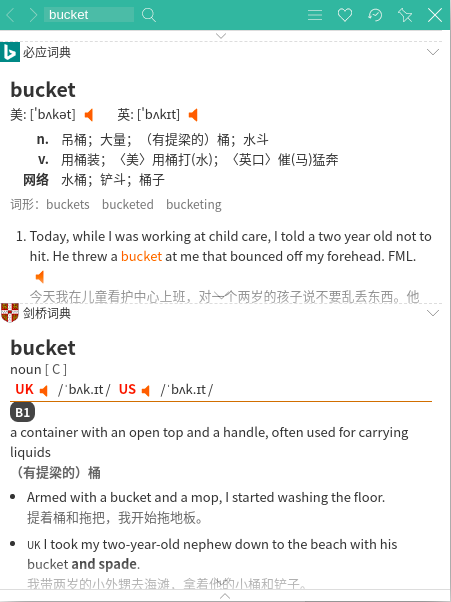 bucket
必应词典
bucket
美: [ˈbʌkət] 英: [ˈbʌkɪt]
n. 吊桶；大量；（有提梁的）桶；水斗
v. 用桶装；〈美〉用桶打(水)；〈英口〉催(马)猛奔
网络 水桶；铲斗；桶子
词形: buckets bucketed bucketing
1. Today, while I was working at child care, I told a two year old not to
hit. He threw a bucket at me that bounced off my forehead. FML.
今天我在儿童看护中心上班，对一个两岁的孩子说不要乱丢东西。他
剑桥词典
bucket
noun [ C ]
UK /ˈbʌk.ɪt/ US /ˈbʌk.ɪt/
B1
a container with an open top and a handle, often used for carrying
liquids
（有提梁的）桶
Armed with a bucket and a mop, I started washing the floor.
提着桶和拖把，我开始拖地板。
UK I took my two-year-old nephew down to the beach with his
bucket and spade.
我带两岁的小外甥去海滩，拿着他的小桶和铲子。